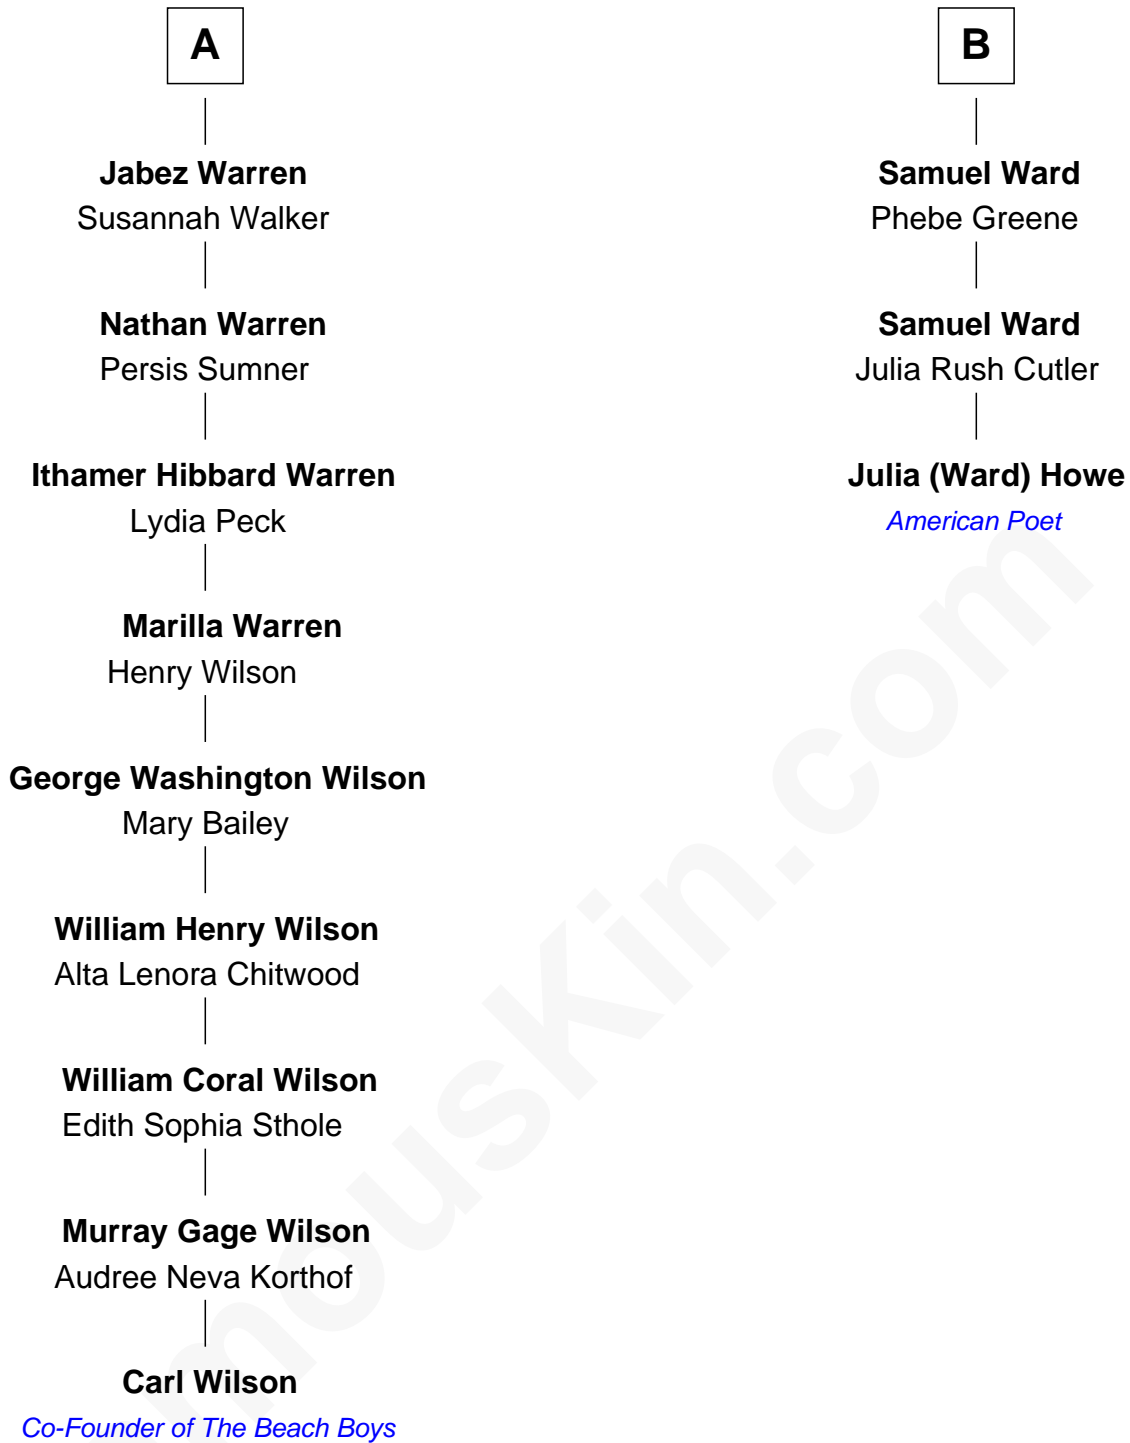 A
Jabez Warren
Susannah Walker
Nathan Warren
Persis Sumner
Ithamer Hibbard Warren
Lydia Peck
Marilla Warren
Henry Wilson
George Washington Wilson
Mary Bailey
William Henry Wilson
Alta Lenora Chitwood
William Coral Wilson
Edith Sophia Sthole
Murray Gage Wilson
Audree Neva Korthof
Carl Wilson
Co-Founder of The Beach Boys
B
Samuel Ward
Phebe Greene
Samuel Ward
Julia Rush Cutler
Julia (Ward) Howe
American Poet
mousKin.com